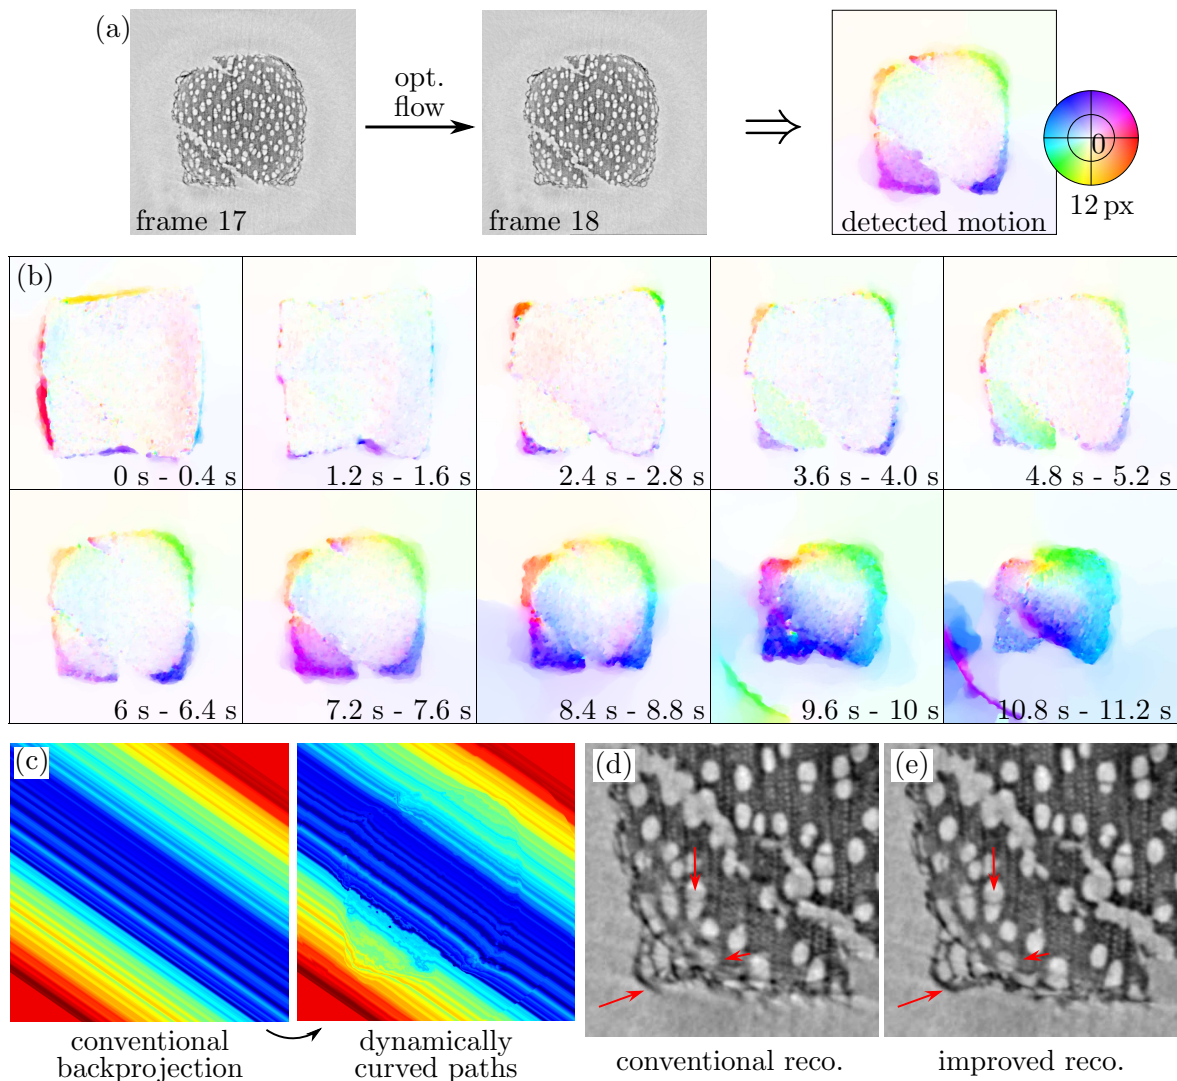 (a)
frame 17
opt.
flow
frame 18
⇒
detected motion
0
12 px
(b)
0 s - 0.4 s
1.2 s - 1.6 s
2.4 s - 2.8 s
3.6 s - 4.0 s
4.8 s - 5.2 s
6 s - 6.4 s
7.2 s - 7.6 s
8.4 s - 8.8 s
9.6 s - 10 s
10.8 s - 11.2 s
(c)
conventional
backprojection
dynamically
curved paths
(d)
conventional reco.
(e)
improved reco.